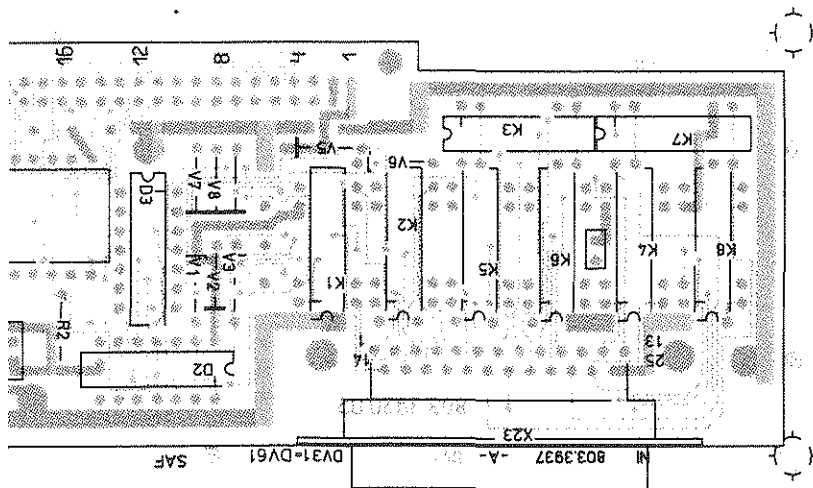 16 12 8 4 1
K3 K7
V5
V6
V7 V8
D3
K2
K1 K5 K6 K4 K8
V1 V2 V3
R2
D2
1 14
13 25
X23
SAF DV31=DV61 -A- 803.3937 NI